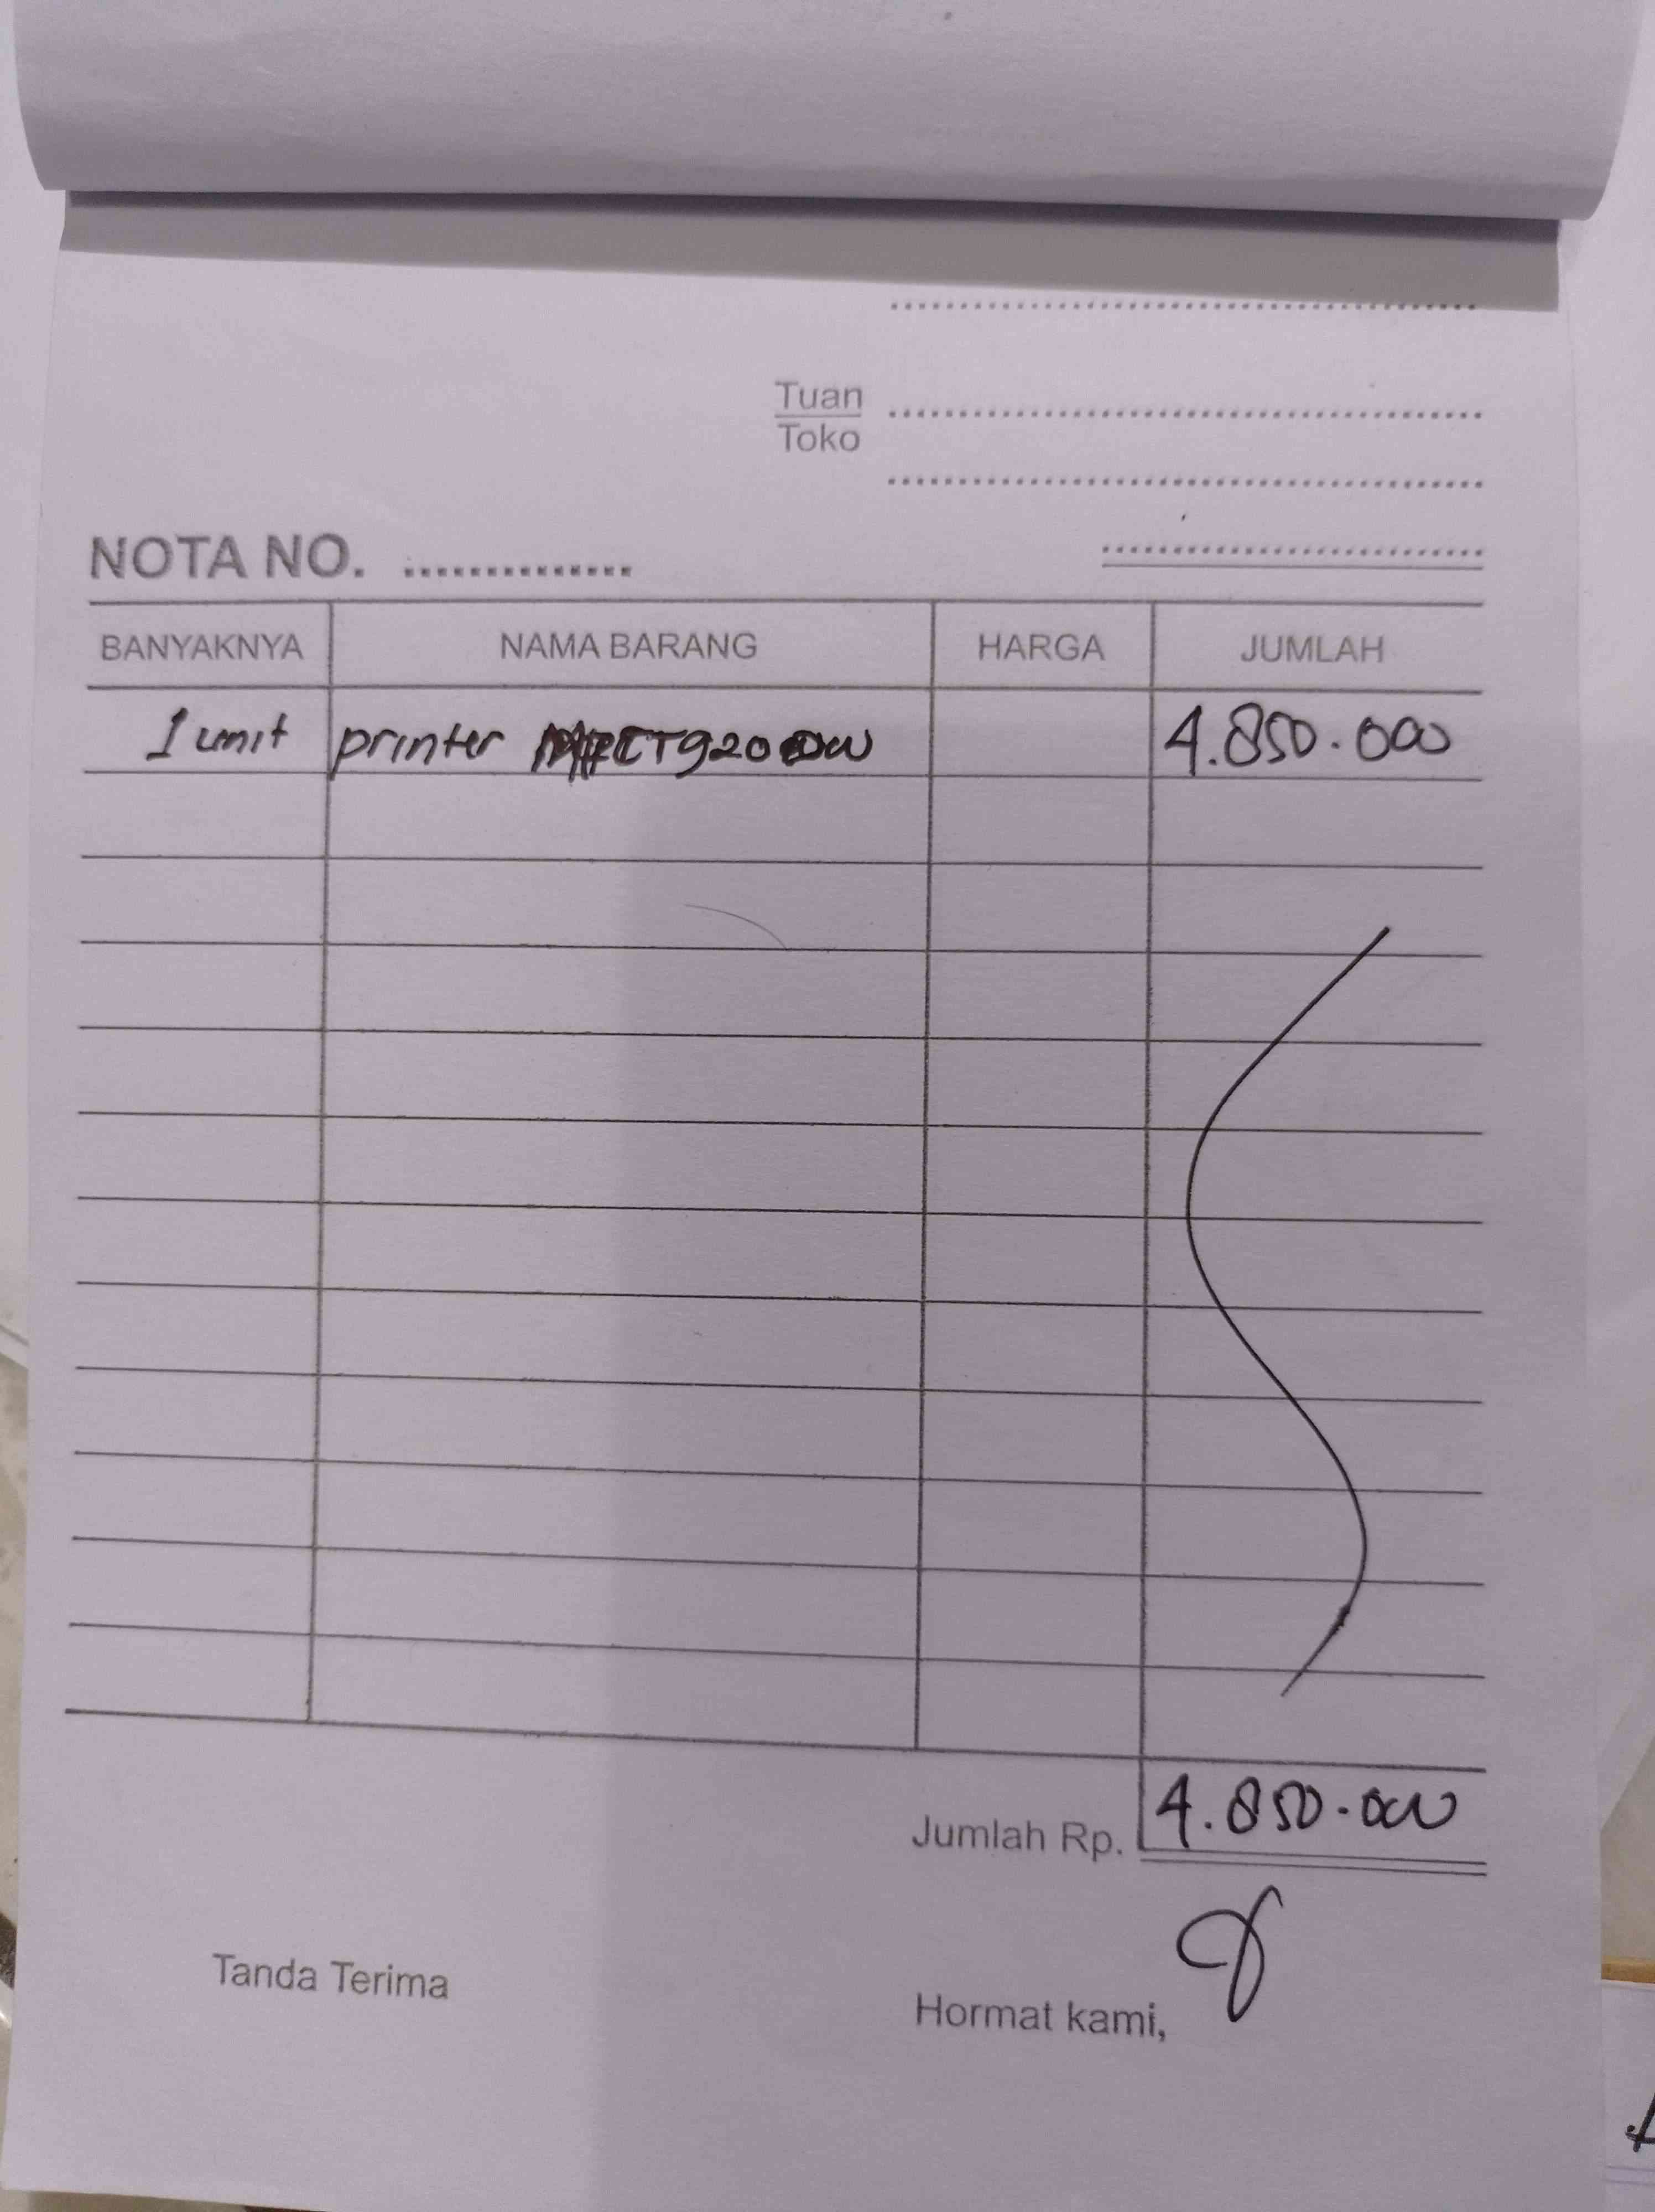 Tuan
Toko
NOTA NO. ..............
BANYAKNYA NAMA BARANG HARGA JUMLAH
1 unit printer T920DW 4.850.000
Jumlah Rp. 4.850.000
Tanda Terima
Hormat kami,